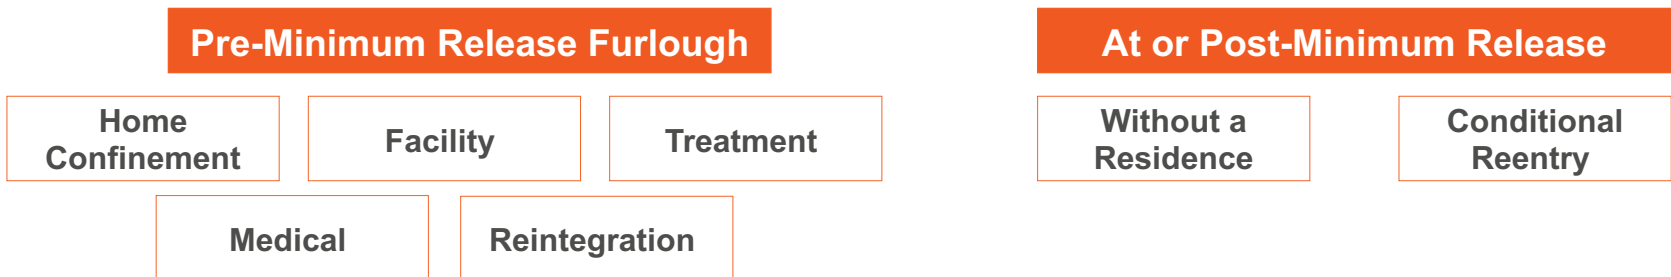 Pre-Minimum Release Furlough
At or Post-Minimum Release
Home
Confinement
Facility
Treatment
Without a
Residence
Conditional
Reentry
Medical
Reintegration